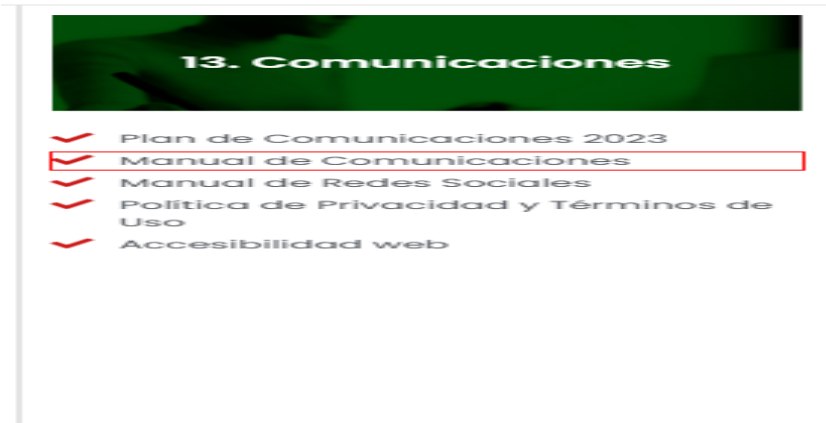 13. Comunicaciones
Plan de Comunicaciones 2023
Manual de Comunicaciones
Manual de Redes Sociales
Política de Privacidad y Términos de
Uso
Accesibilidad web